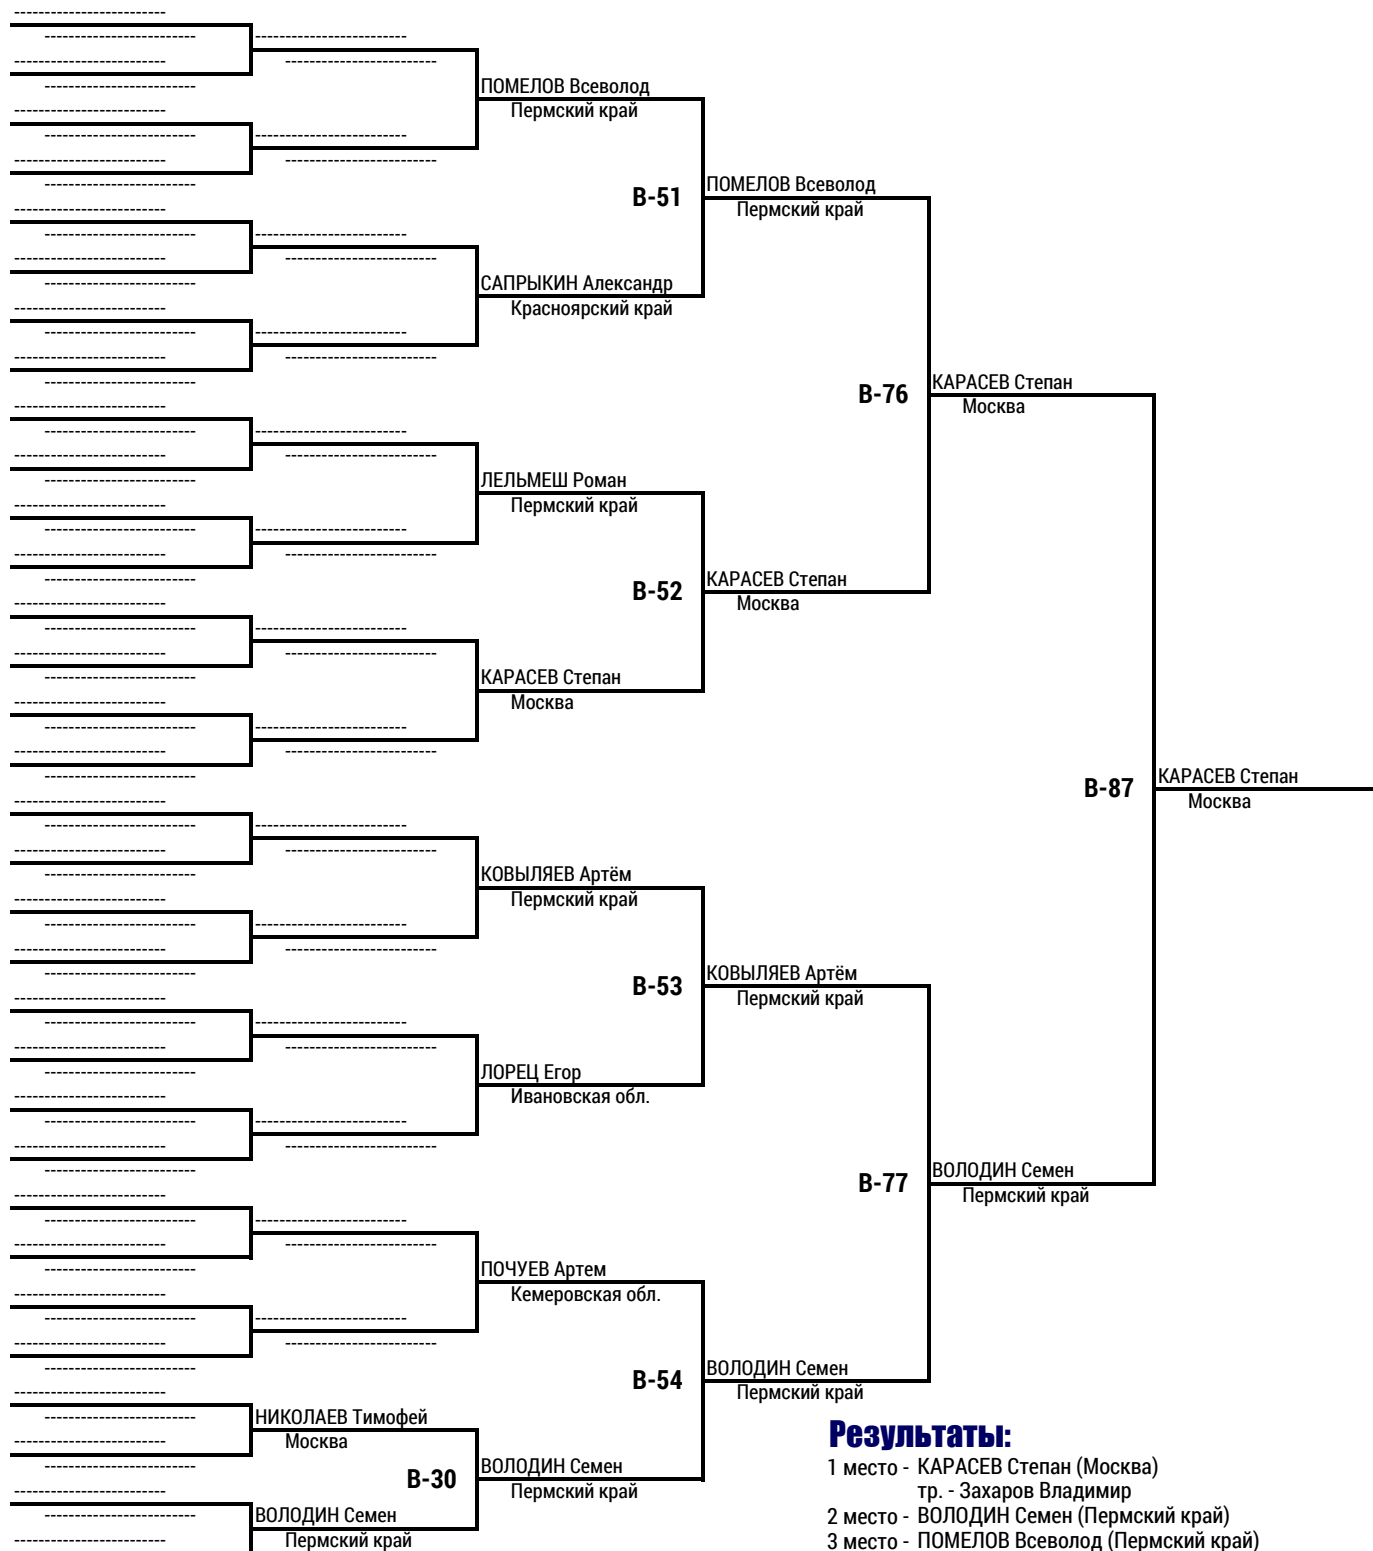 ПОМЕЛОВ Всеволод
Пермский край
B-51
ПОМЕЛОВ Всеволод
Пермский край
САПРЫКИН Александр
Красноярский край
B-76
КАРАСЕВ Степан
Москва
ЛЕЛЬМЕШ Роман
Пермский край
B-52
КАРАСЕВ Степан
Москва
КАРАСЕВ Степан
Москва
B-87
КАРАСЕВ Степан
Москва
КОВЫЛЯЕВ Артём
Пермский край
B-53
КОВЫЛЯЕВ Артём
Пермский край
ЛОРЕЦ Егор
Ивановская обл.
B-77
ВОЛОДИН Семен
Пермский край
ПОЧУЕВ Артем
Кемеровская обл.
B-54
ВОЛОДИН Семен
Пермский край
НИКОЛАЕВ Тимофей
Москва
B-30
ВОЛОДИН Семен
Пермский край
ВОЛОДИН Семен
Пермский край
Результаты:
1 место - КАРАСЕВ Степан (Москва)
тр. - Захаров Владимир
2 место - ВОЛОДИН Семен (Пермский край)
3 место - ПОМЕЛОВ Всеволод (Пермский край)